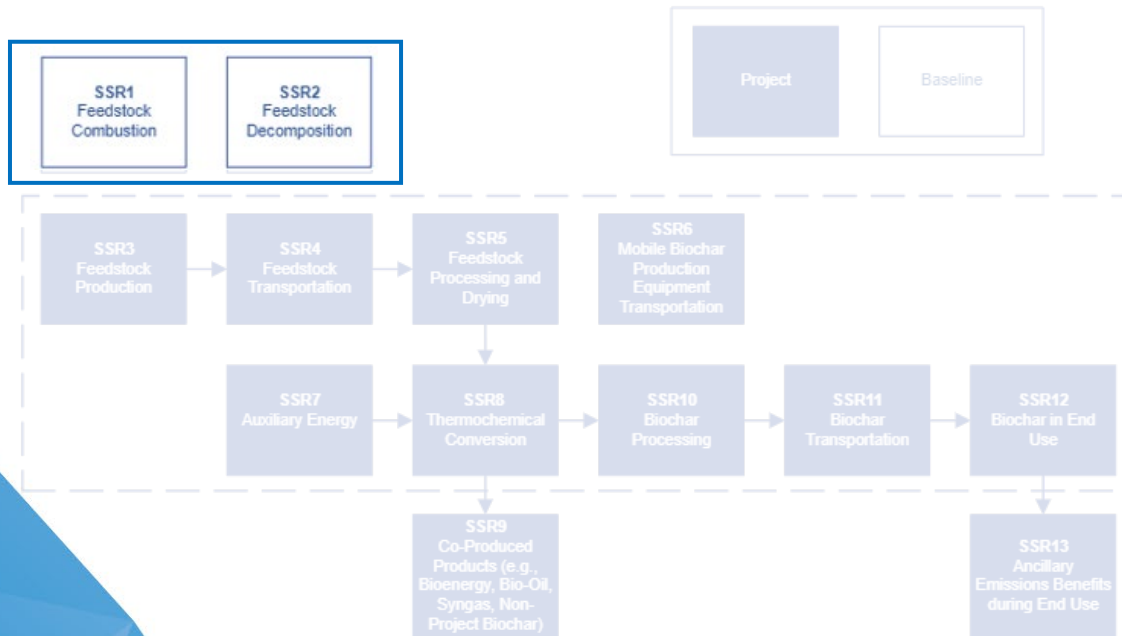 SSR1
Feedstock
Combustion
SSR2
Feedstock
Decomposition
Project
Baseline
SSR3
Feedstock
Production
SSR4
Feedstock
Transportation
SSR5
Feedstock
Processing and
Drying
SSR6
Mobile Biochar
Production
Equipment
Transportation
SSR7
Auxiliary Energy
SSR8
Thermochemical
Conversion
SSR10
Biochar
Processing
SSR11
Biochar
Transportation
SSR12
Biochar in End
Use
SSR9
Co-Produced
Products (e.g.,
Bioenergy, Bio-Oil,
Syngas, Non-
Project Biochar)
SSR13
Ancillary
Emissions Benefits
during End Use